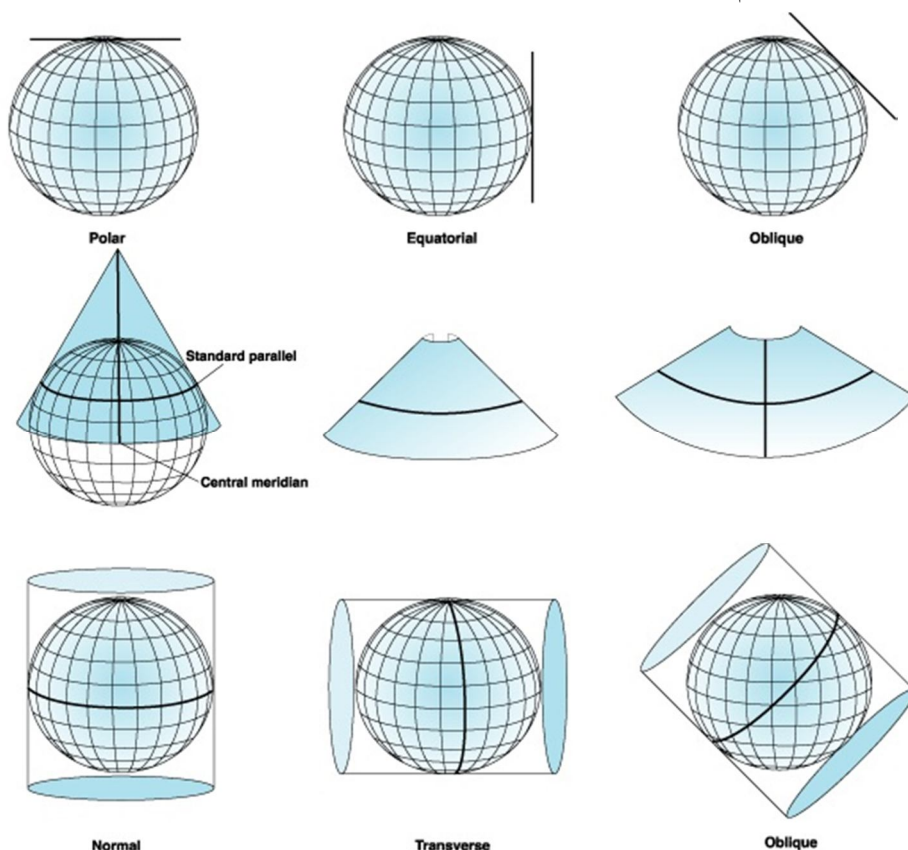 Polar
Equatorial
Oblique
Standard parallel
Central meridian
Normal
Transverse
Oblique